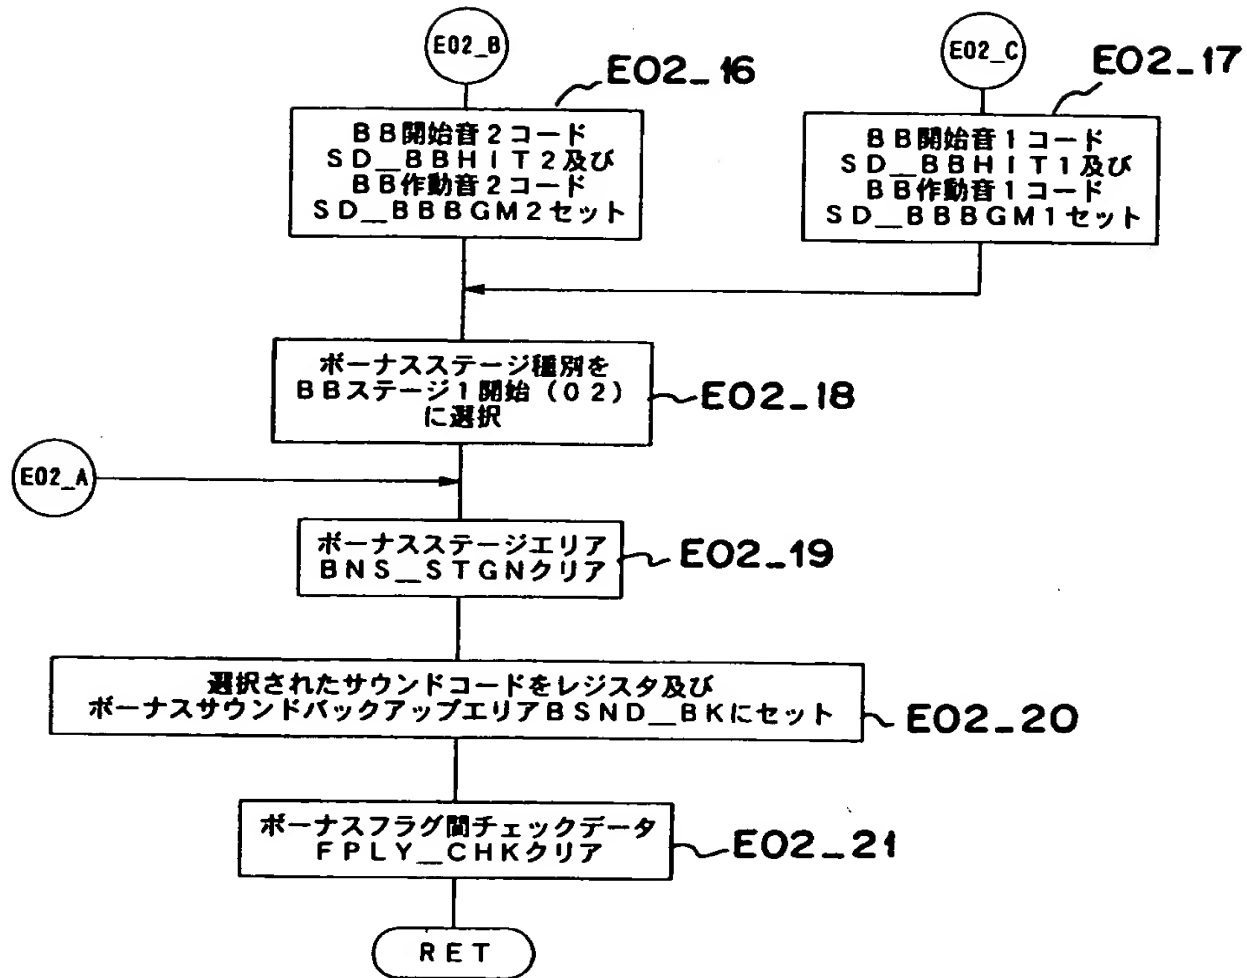 E02_B
E02_16
BB開始音2コード
SD__BBHIT2及び
BB作動音2コード
SD__BBBGM2セット
E02_C
E02_17
BB開始音1コード
SD__BBHIT1及び
BB作動音1コード
SD__BBBGM1セット
ボーナスステージ種別を
BBステージ1開始(02)
に選択
E02_18
E02_A
ボーナスステージエリア
BNS__STGNクリア
E02_19
選択されたサウンドコードをレジスタ及び
ボーナスサウンドバックアップエリアBSND__BKにセット
E02_20
ボーナスフラグ間チェックデータ
FPLY__CHKクリア
E02_21
RET